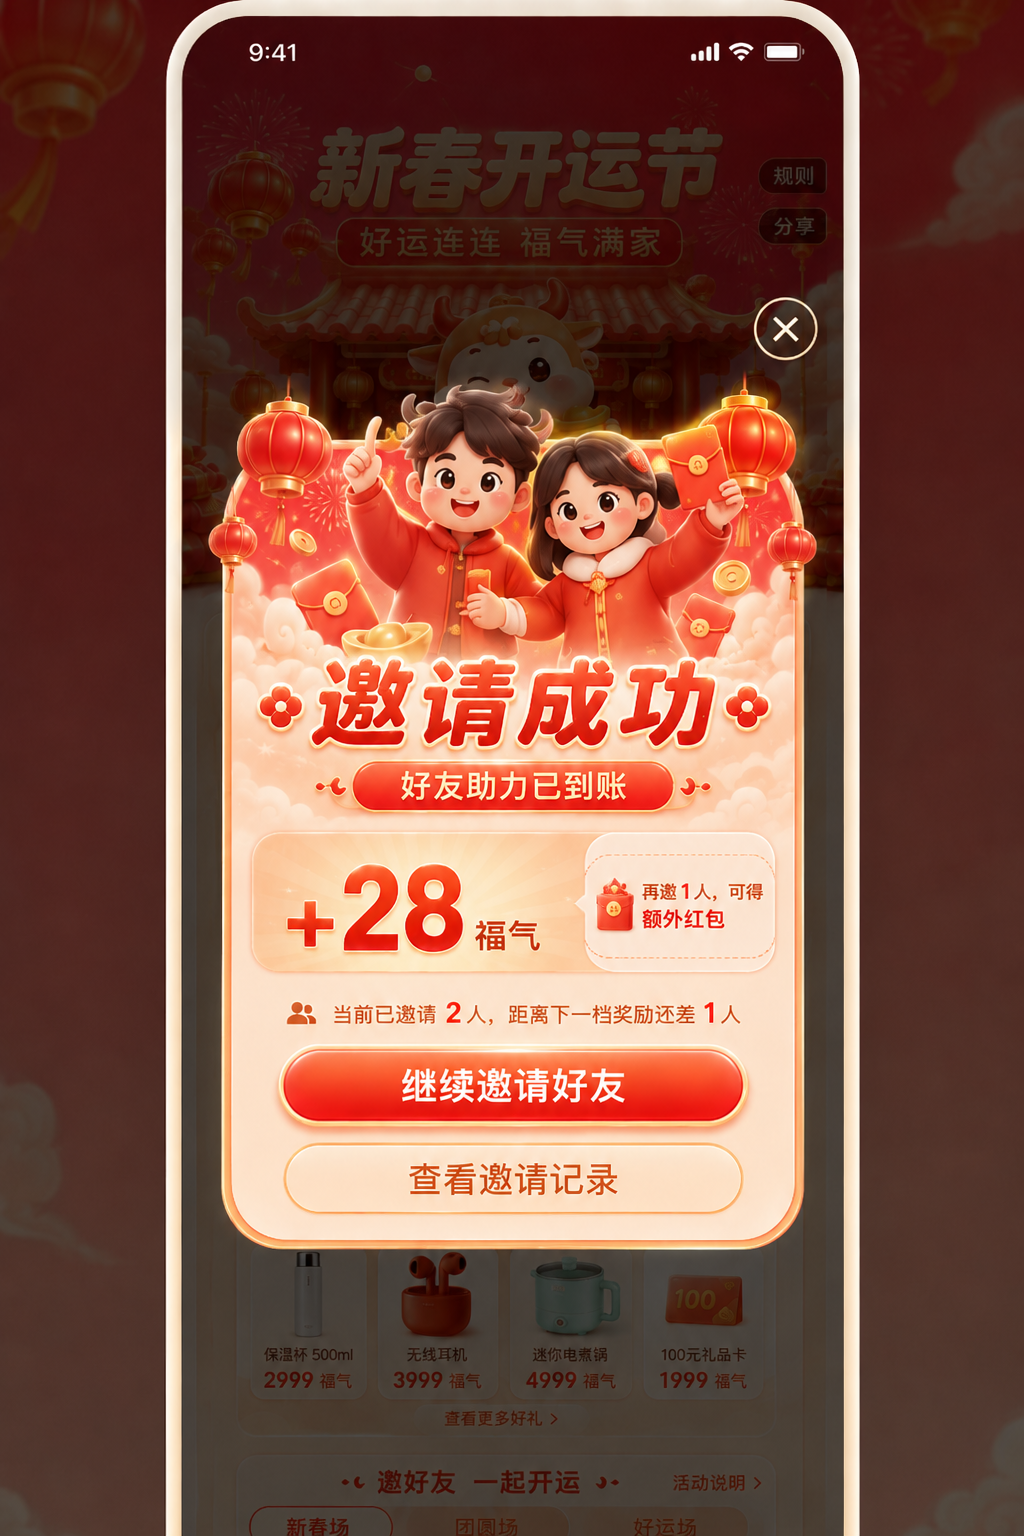 9:41
新春开运节
规则
好运连连 福气满家
分享
邀请成功
好友助力已到账
+28 福气
再邀1人，可得
额外红包
当前已邀请 2 人，距离下一档奖励还差 1 人
继续邀请好友
查看邀请记录
100
保温杯 500ml
无线耳机
迷你电煮锅
100元礼品卡
2999 福气
3999 福气
4999 福气
1999 福气
查看更多好礼 >
邀好友 一起开运
活动说明 >
新春场
团圆场
好运场